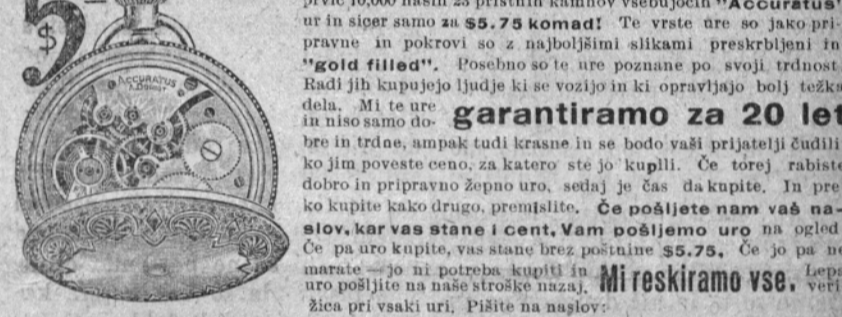 5
$
ACCURATUS
prvič 10,000 naših 23 pristnih kamnov vsebujočih "Accuratus"
ur in sicer samo za $5.75 komad! Te vrste ure so jako pri-
pravne in pokrovi so z najboljšimi slikami preskrbljeni in
"gold filled". Posebno so te ure poznane po svoji trdnost
Radi jih kupujejo ljudje ki se vozijo in ki opravljajo bolj težka
dela. Mi te ure
in niso samo do- garantiramo za 20 let
bre in trdne, ampak tudi krasne in se bodo vaši prijatelji čudili
ko jim poveste ceno, za katero ste jo kupili. Če torej rabiste
dobro in pripravno žepno uro, sedaj je čas da kupite. In pre
ko kupite kako drugo, premislite. Če pošljete nam vaš na-
slov, kar vas stane 1 cent, Vam pošljemo uro na ogled
Če pa uro kupite, vas stane brez poštnine $5.75. Če jo pa ne
marate — jo ni potreba kupiti in
uro pošljite na naše stroške nazaj. Mi reskiramo vse. Lepa veri
žica pri vsaki uri. Pišite na naslov: